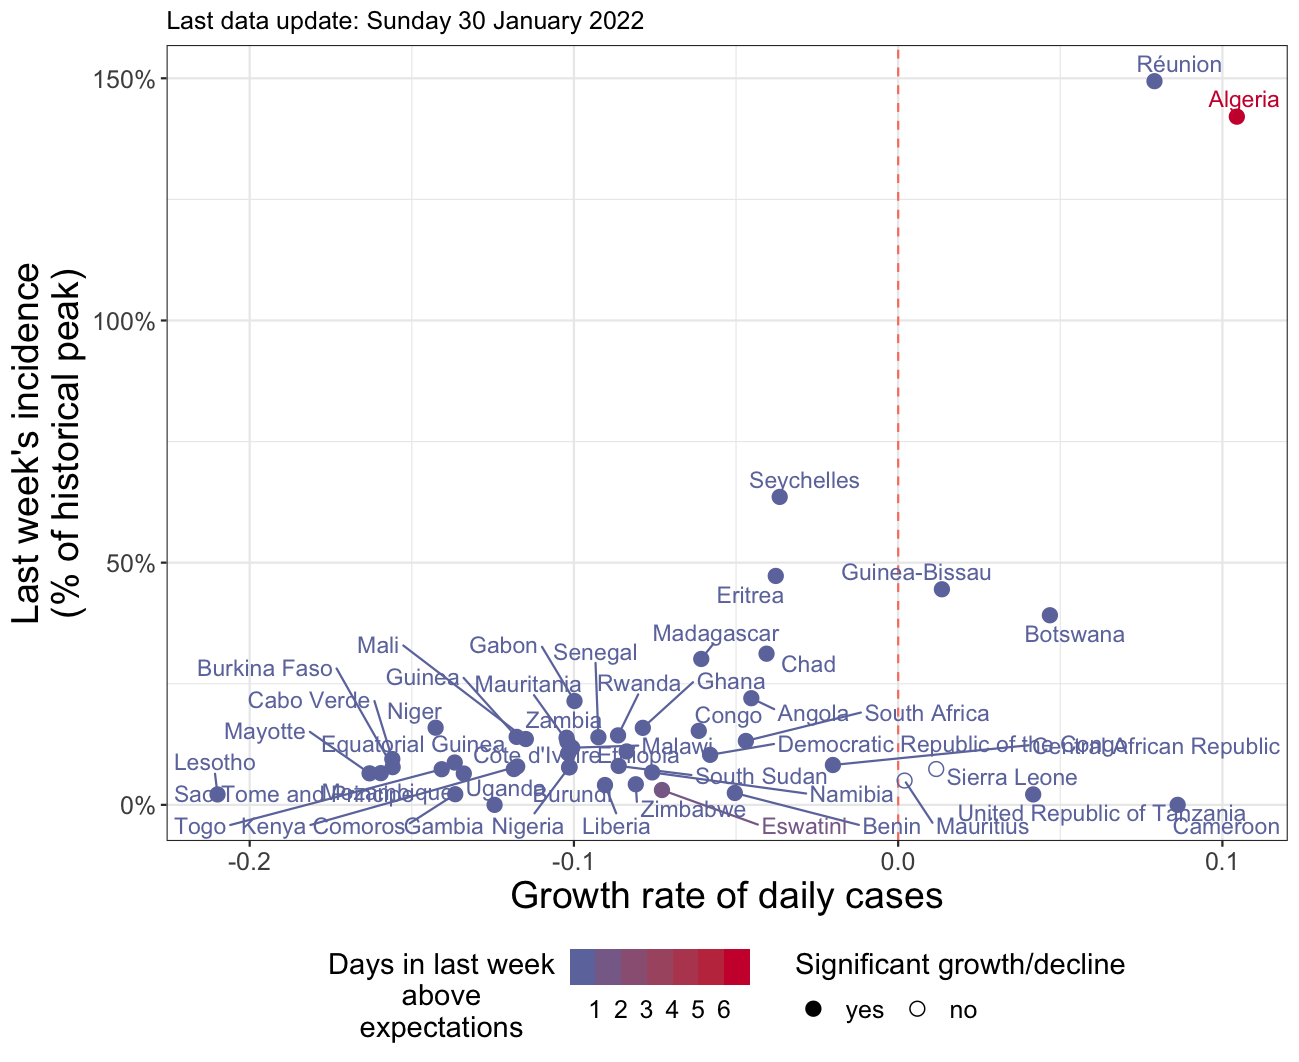 Last data update: Sunday 30 January 2022
Last week's incidence
(% of historical peak)
150%
100%
50%
0%
Réunion
Algeria
Seychelles
Guinea-Bissau
Eritrea
Botswana
Madagascar
Mali
Gabon
Senegal
Chad
Burkina Faso
Guinea
Mauritania
Rwanda
Ghana
Cabo Verde
Niger
Zambia
Congo
Angola
South Africa
Mayotte
Equatorial Guinea
Cote d'Ivoire
Ethiopia
Malawi
Democratic Republic of the Congo
Central African Republic
Lesotho
South Sudan
Sierra Leone
Sao Tome and Principe
Mozambique
Uganda
Burundi
Namibia
Zimbabwe
United Republic of Tanzania
Togo
Kenya
Comoros
Gambia
Nigeria
Liberia
Eswatini
Benin
Mauritius
Cameroon
-0.2
-0.1
0.0
0.1
Growth rate of daily cases
Days in last week
above
expectations
1 2 3 4 5 6
Significant growth/decline
yes
no